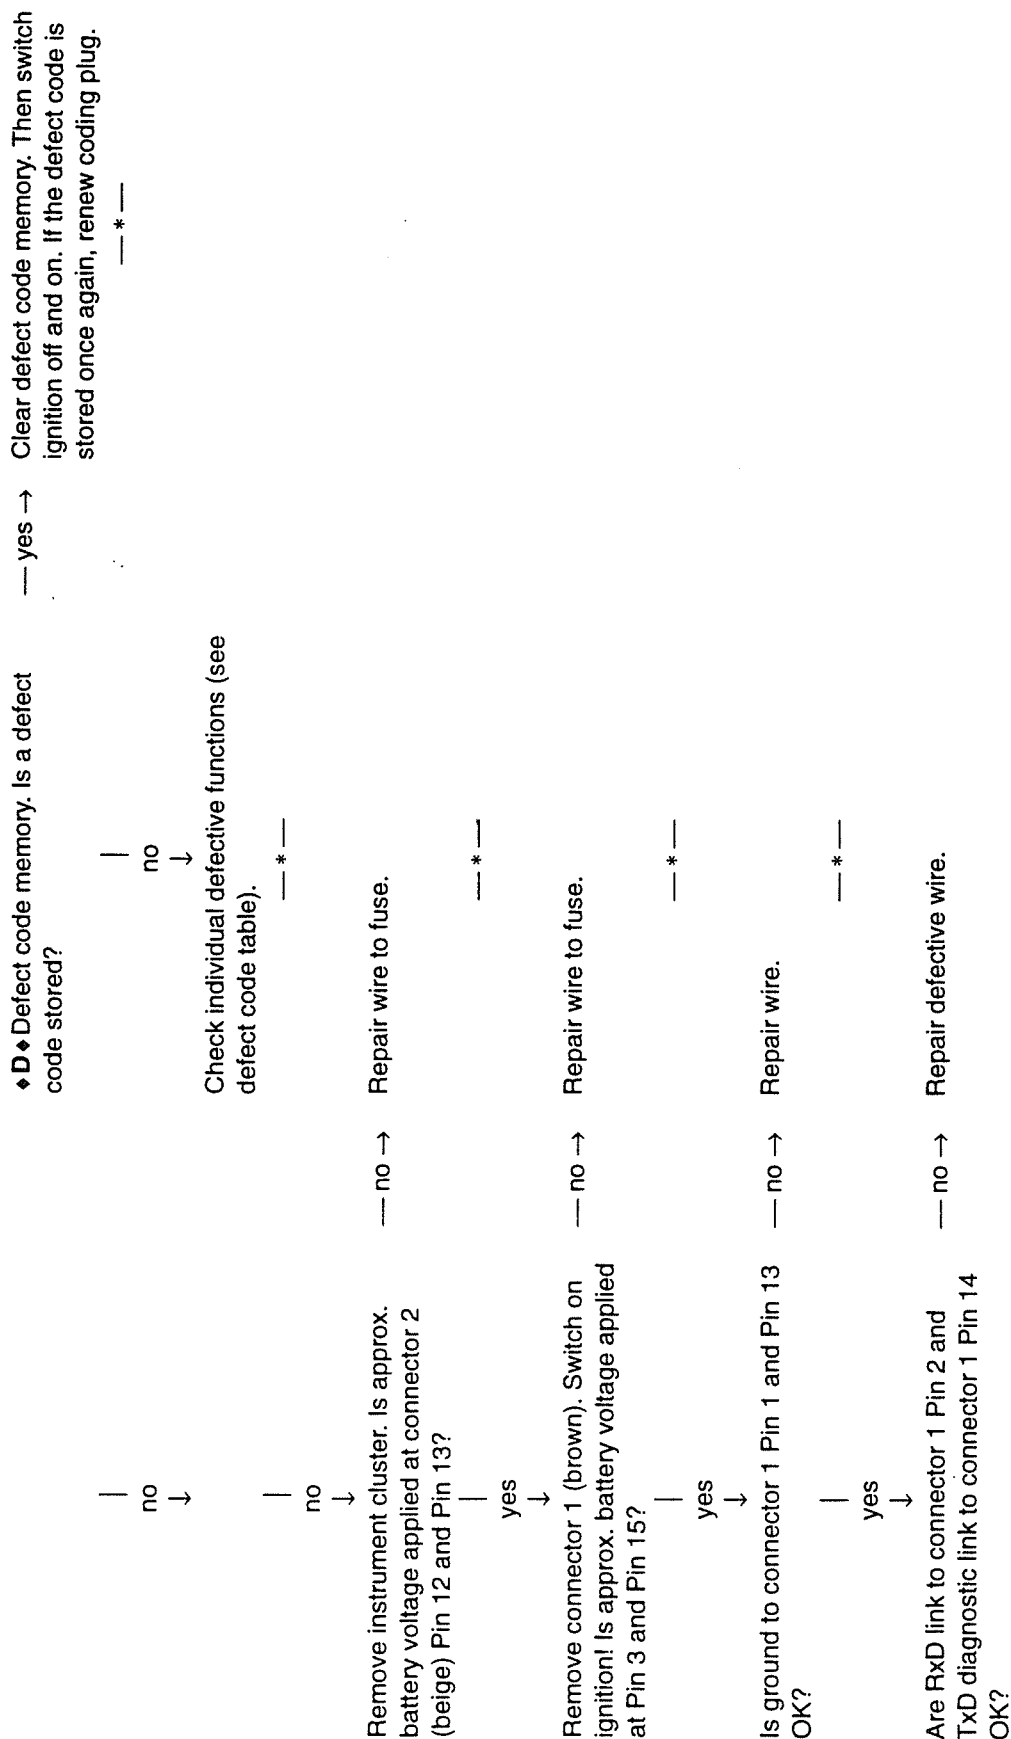 ◆D◆ Defect code memory. Is a defect
code stored?
— yes →
Clear defect code memory. Then switch
ignition off and on. If the defect code is
stored once again, renew coding plug.
— * —
|
no
↓
|
no
↓
Check individual defective functions (see
defect code table).
— * —
|
no
↓
Remove instrument cluster. Is approx.
battery voltage applied at connector 2
(beige) Pin 12 and Pin 13?
— no →
Repair wire to fuse.
— * —
|
yes
↓
Remove connector 1 (brown). Switch on
ignition! Is approx. battery voltage applied
at Pin 3 and Pin 15?
— no →
Repair wire to fuse.
— * —
|
yes
↓
Is ground to connector 1 Pin 1 and Pin 13
OK?
— no →
Repair wire.
— * —
|
yes
↓
Are RxD link to connector 1 Pin 2 and
TxD diagnostic link to connector 1 Pin 14
OK?
— no →
Repair defective wire.